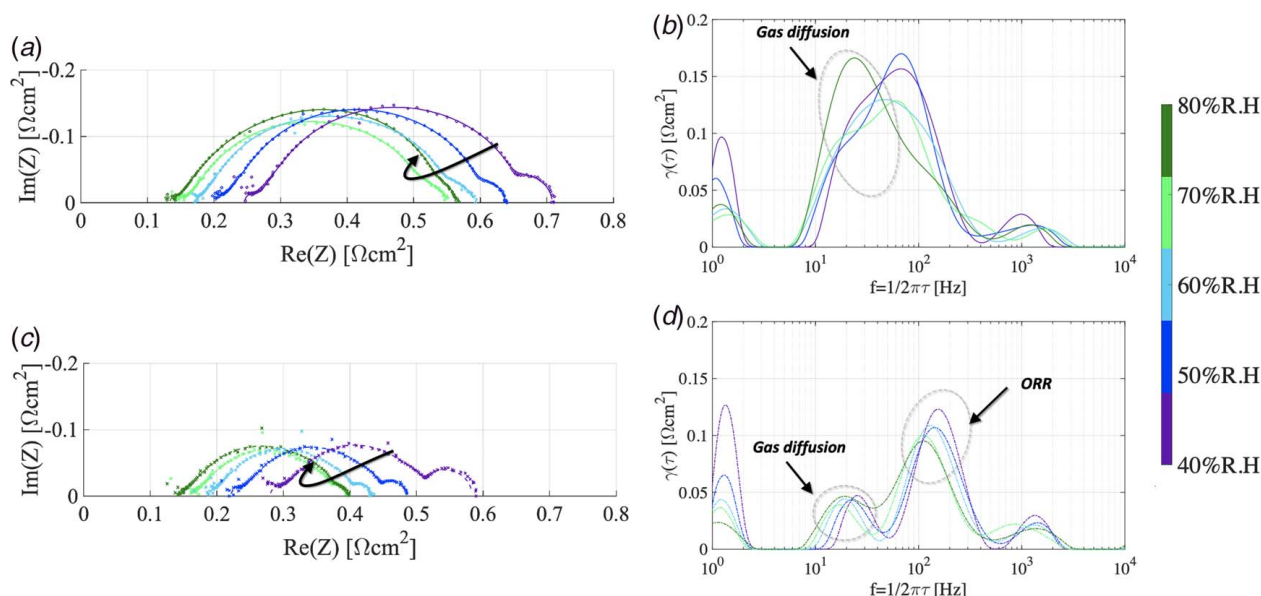 (a)
-0.2
-0.1
0
Im(Z) [Ωcm²]
0 0.1 0.2 0.3 0.4 0.5 0.6 0.7 0.8
Re(Z) [Ωcm²]
(b)
0.2
0.15
0.1
0.05
0
γ(τ) [Ωcm²]
Gas diffusion
10⁰ 10¹ 10² 10³ 10⁴
f=1/2πτ [Hz]
(c)
-0.2
-0.1
0
Im(Z) [Ωcm²]
0 0.1 0.2 0.3 0.4 0.5 0.6 0.7 0.8
Re(Z) [Ωcm²]
(d)
0.2
0.15
0.1
0.05
0
γ(τ) [Ωcm²]
Gas diffusion
ORR
10⁰ 10¹ 10² 10³ 10⁴
f=1/2πτ [Hz]
80%R.H
70%R.H
60%R.H
50%R.H
40%R.H